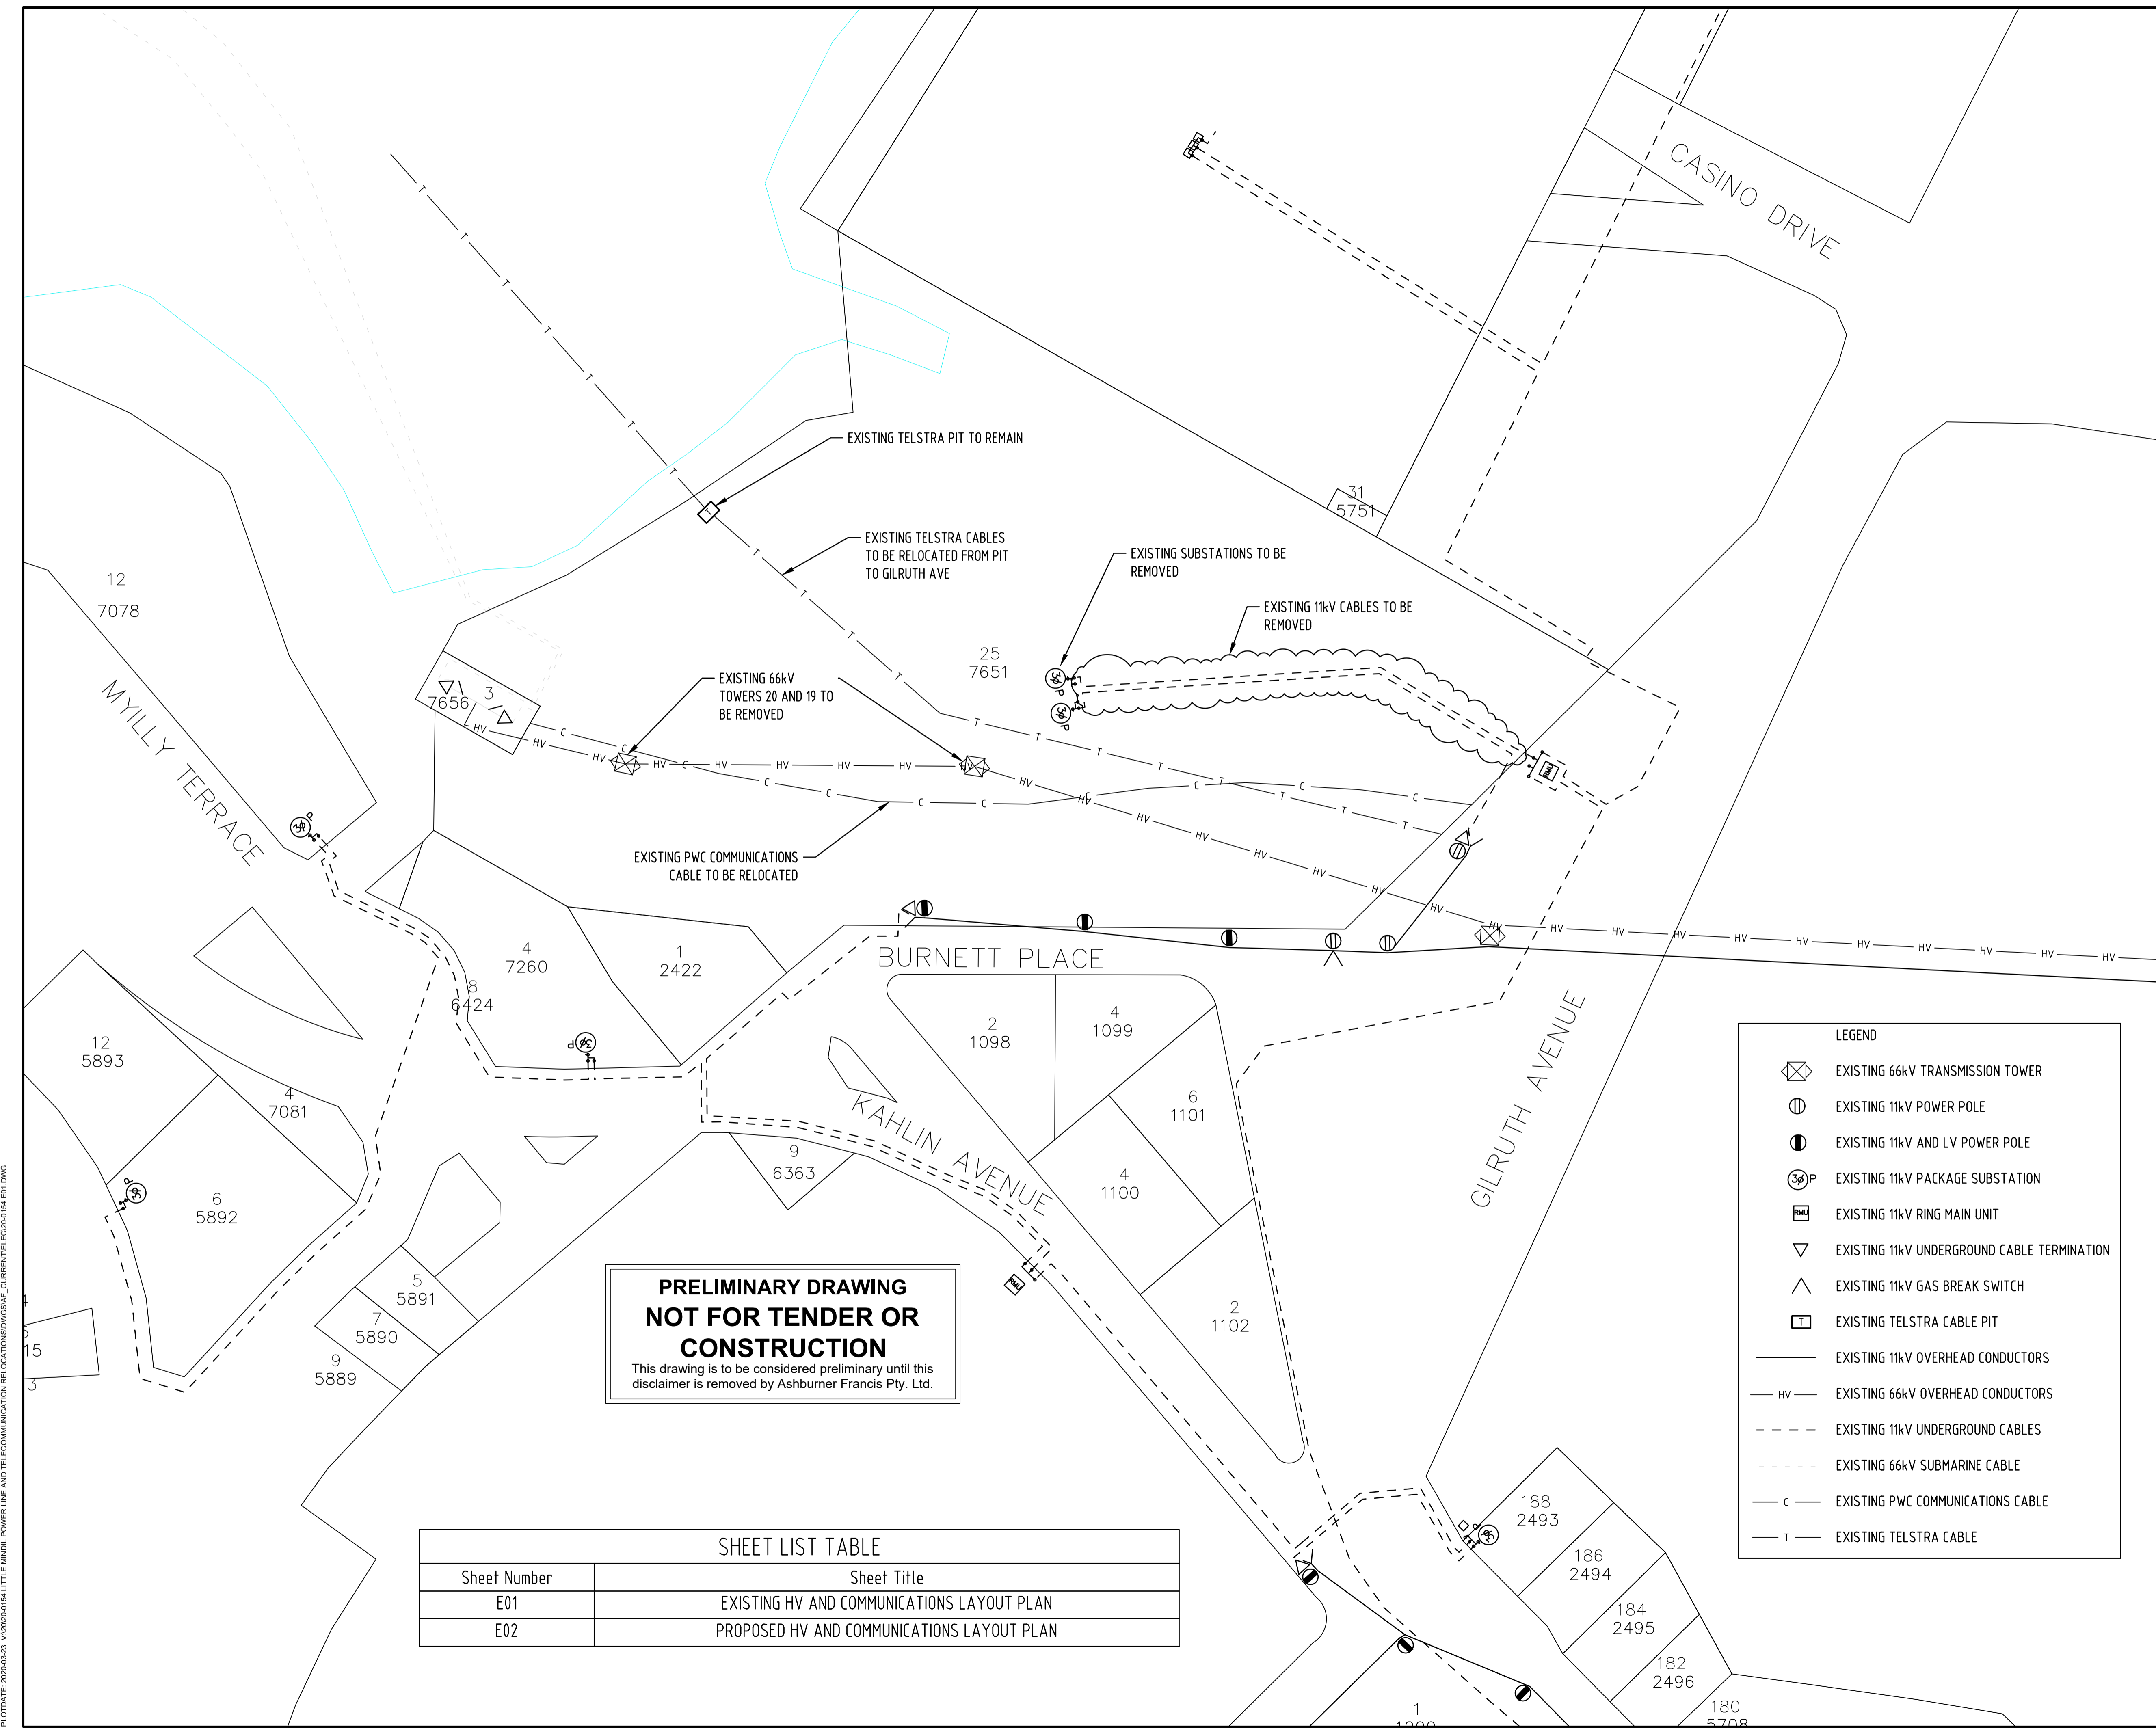 CASINO DRIVE
EXISTING TELSTRA PIT TO REMAIN
31
5751
EXISTING TELSTRA CABLES
TO BE RELOCATED FROM PIT
TO GILRUTH AVE
EXISTING SUBSTATIONS TO BE
REMOVED
EXISTING 11kV CABLES TO BE
REMOVED
12
7078
25
7651
3
7656
EXISTING 66kV
TOWERS 20 AND 19 TO
BE REMOVED
MYILLY TERRACE
EXISTING PWC COMMUNICATIONS
CABLE TO BE RELOCATED
BURNETT PLACE
4
7260
1
2422
8
6424
12
5893
4
7081
6
5892
2
1098
4
1099
6
1101
4
1100
2
1102
KAHLIN AVENUE
GILRUTH AVENUE
9
6363
5
5891
7
5890
9
5889
15
3
PRELIMINARY DRAWING
NOT FOR TENDER OR
CONSTRUCTION
This drawing is to be considered preliminary until this
disclaimer is removed by Ashburner Francis Pty. Ltd.
LEGEND
EXISTING 66kV TRANSMISSION TOWER
EXISTING 11kV POWER POLE
EXISTING 11kV AND LV POWER POLE
3ø P EXISTING 11kV PACKAGE SUBSTATION
RMU EXISTING 11kV RING MAIN UNIT
EXISTING 11kV UNDERGROUND CABLE TERMINATION
EXISTING 11kV GAS BREAK SWITCH
T EXISTING TELSTRA CABLE PIT
EXISTING 11kV OVERHEAD CONDUCTORS
HV EXISTING 66kV OVERHEAD CONDUCTORS
EXISTING 11kV UNDERGROUND CABLES
EXISTING 66kV SUBMARINE CABLE
C EXISTING PWC COMMUNICATIONS CABLE
T EXISTING TELSTRA CABLE
188
2493
186
2494
184
2495
182
2496
180
5708
1
SHEET LIST TABLE
Sheet Number Sheet Title
E01 EXISTING HV AND COMMUNICATIONS LAYOUT PLAN
E02 PROPOSED HV AND COMMUNICATIONS LAYOUT PLAN
PLOTDATE: 2020-03-23 V:\2020\20-0154 LITTLE MINDIL POWER LINE AND TELECOMMUNICATION RELOCATIONS\DWGS\AF_CURRENT\ELEC\20-0154 E01.DWG